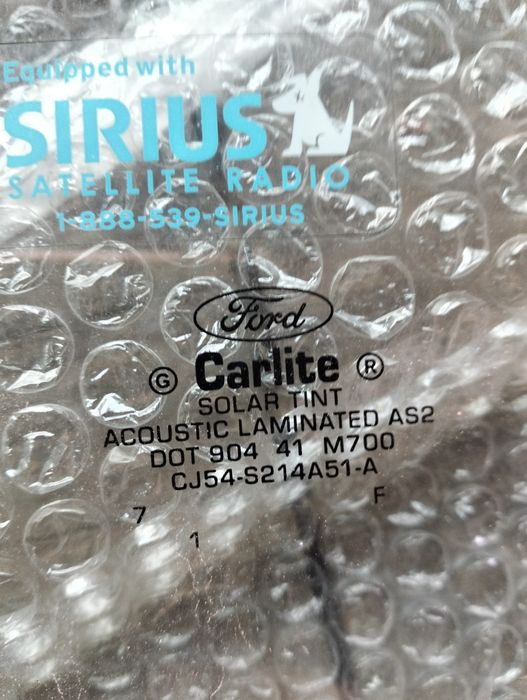 Equipped with
SIRIUS
SATELLITE RADIO
1-888-539-SIRIUS
Ford
G Carlite ®
SOLAR TINT
ACOUSTIC LAMINATED AS2
DOT 904 41 M700
CJ54-S214A51-A
F
7
1